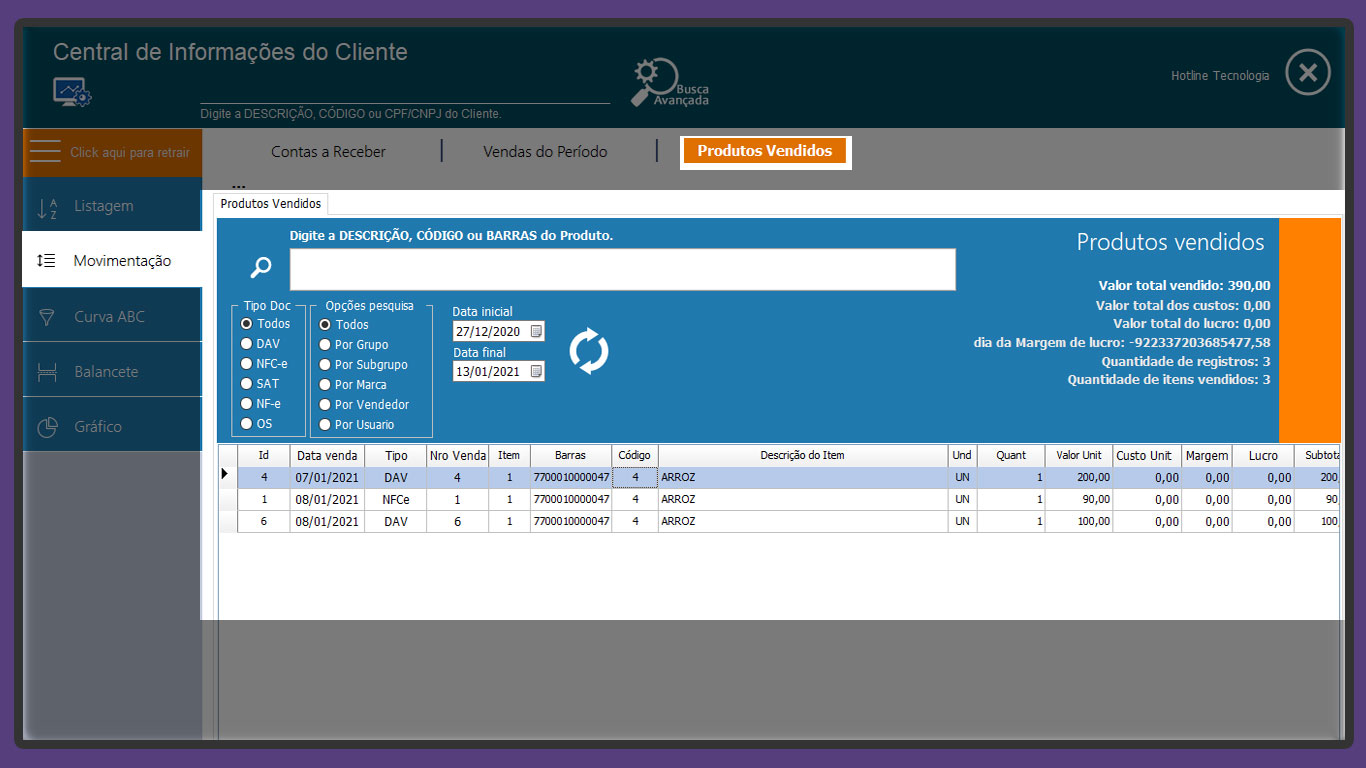 Central de Informações do Cliente
Busca
Avançada
Hotline Tecnologia
Digite a DESCRIÇÃO, CÓDIGO ou CPF/CNPJ do Cliente.
Click aqui para retrair
Contas a Receber
Vendas do Período
Produtos Vendidos
...
Listagem
Movimentação
Curva ABC
Balancete
Gráfico
Produtos Vendidos
Digite a DESCRIÇÃO, CÓDIGO ou BARRAS do Produto.
Produtos vendidos
Valor total vendido: 390,00
Valor total dos custos: 0,00
Valor total do lucro: 0,00
dia da Margem de lucro: -922337203685477,58
Quantidade de registros: 3
Quantidade de itens vendidos: 3
Tipo Doc
Todos
DAV
NFC-e
SAT
NF-e
OS
Opções pesquisa
Todos
Por Grupo
Por Subgrupo
Por Marca
Por Vendedor
Por Usuario
Data inicial
27/12/2020
Data final
13/01/2021
Id Data venda Tipo Nro Venda Item Barras Código Descrição do Item Und Quant Valor Unit Custo Unit Margem Lucro Subtota
4 07/01/2021 DAV 4 1 7700010000047 4 ARROZ UN 1 200,00 0,00 0,00 0,00 200,
1 08/01/2021 NFCe 1 1 7700010000047 4 ARROZ UN 1 90,00 0,00 0,00 0,00 90,
6 08/01/2021 DAV 6 1 7700010000047 4 ARROZ UN 1 100,00 0,00 0,00 0,00 100,